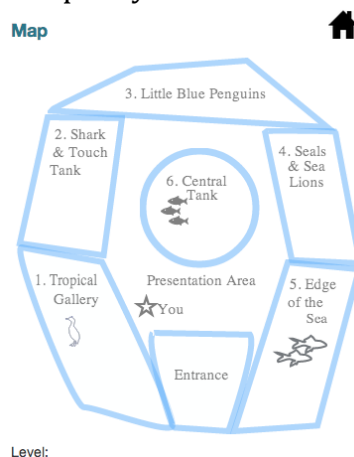 Map
3. Little Blue Penguins
2. Shark
& Touch
Tank
4. Seals
& Sea
Lions
6. Central
Tank
1. Tropical
Gallery
Presentation Area
5. Edge
of the
Sea
You
Entrance
Level: